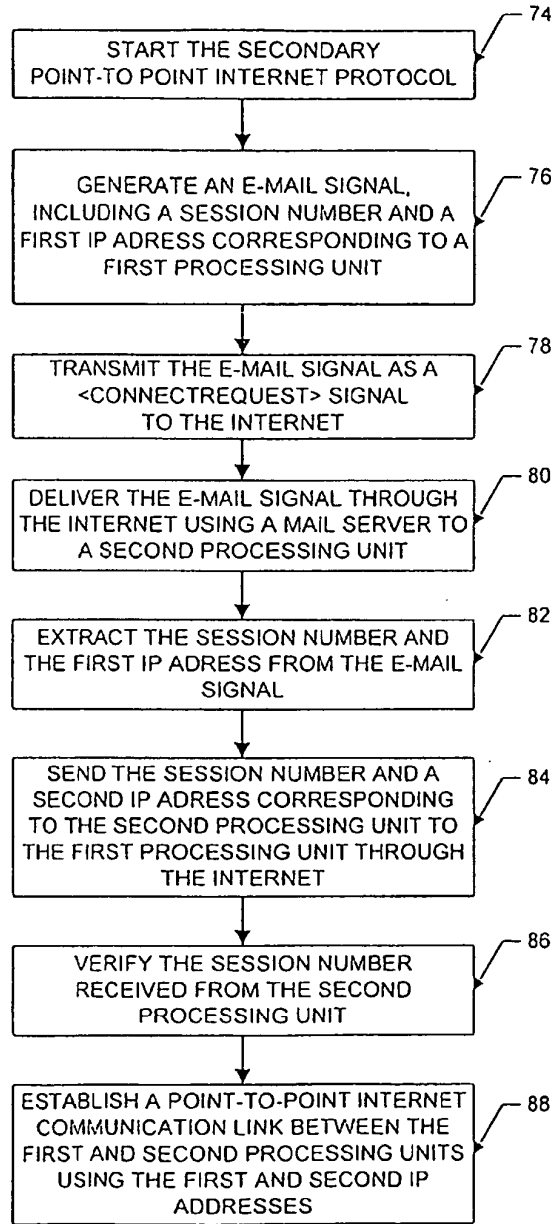 74
START THE SECONDARY
POINT-TO POINT INTERNET PROTOCOL
76
GENERATE AN E-MAIL SIGNAL,
INCLUDING A SESSION NUMBER AND A
FIRST IP ADRESS CORRESPONDING TO A
FIRST PROCESSING UNIT
78
TRANSMIT THE E-MAIL SIGNAL AS A
<CONNECTREQUEST> SIGNAL
TO THE INTERNET
80
DELIVER THE E-MAIL SIGNAL THROUGH
THE INTERNET USING A MAIL SERVER TO
A SECOND PROCESSING UNIT
82
EXTRACT THE SESSION NUMBER AND
THE FIRST IP ADRESS FROM THE E-MAIL
SIGNAL
84
SEND THE SESSION NUMBER AND A
SECOND IP ADRESS CORRESPONDING
TO THE SECOND PROCESSING UNIT TO
THE FIRST PROCESSING UNIT THROUGH
THE INTERNET
86
VERIFY THE SESSION NUMBER
RECEIVED FROM THE SECOND
PROCESSING UNIT
88
ESTABLISH A POINT-TO-POINT INTERNET
COMMUNICATION LINK BETWEEN THE
FIRST AND SECOND PROCESSING UNITS
USING THE FIRST AND SECOND IP
ADDRESSES